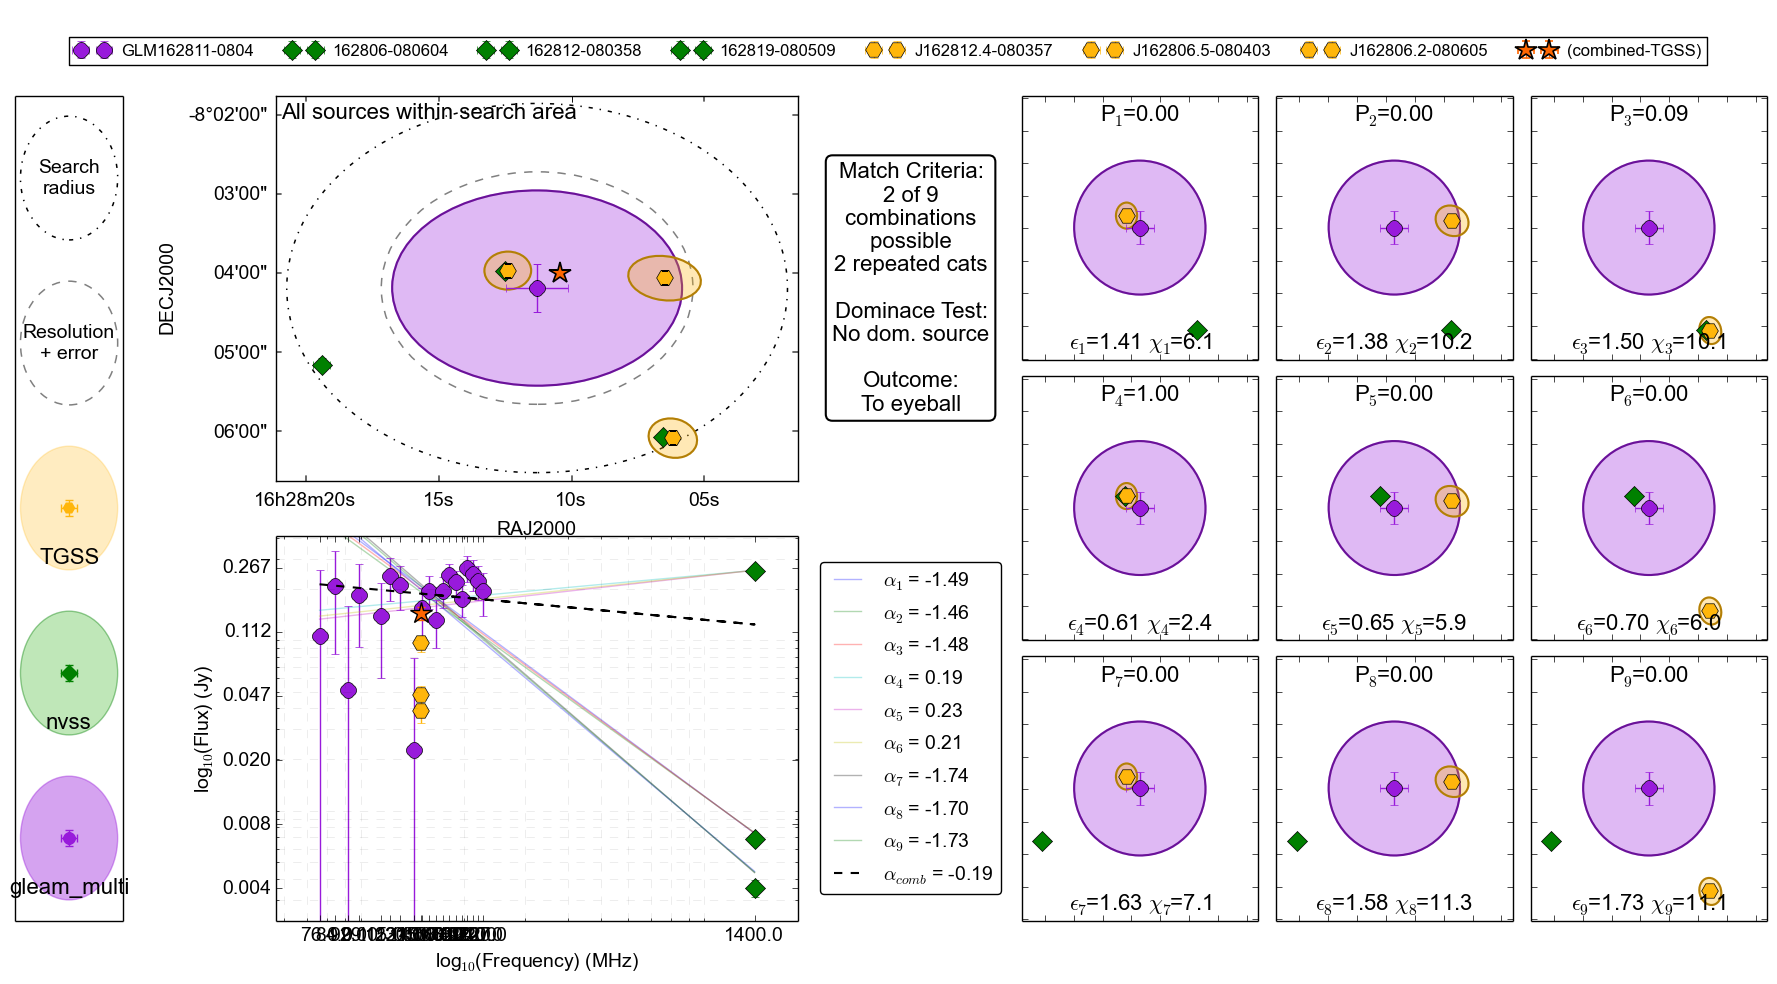 GLM162811-0804 162806-080604 162812-080358 162819-080509 J162812.4-080357 J162806.5-080403 J162806.2-080605 (combined-TGSS)
Search
radius
Resolution
+ error
TGSS
nvss
gleam_multi
All sources within search area
DECJ2000
-8°02'00"
03'00"
04'00"
05'00"
06'00"
16h28m20s 15s 10s 05s
RAJ2000
log10(Flux) (Jy)
0.267
0.112
0.047
0.020
0.008
0.004
1400.0
log10(Frequency) (MHz)
Match Criteria:
2 of 9
combinations
possible
2 repeated cats
Dominace Test:
No dom. source
Outcome:
To eyeball
α1 = -1.49
α2 = -1.46
α3 = -1.48
α4 = 0.19
α5 = 0.23
α6 = 0.21
α7 = -1.74
α8 = -1.70
α9 = -1.73
αcomb = -0.19
P1=0.00
ϵ1=1.41 χ1=6.1
P2=0.00
ϵ2=1.38 χ2=10.2
P3=0.09
ϵ3=1.50 χ3=10.1
P4=1.00
ϵ4=0.61 χ4=2.4
P5=0.00
ϵ5=0.65 χ5=5.9
P6=0.00
ϵ6=0.70 χ6=6.0
P7=0.00
ϵ7=1.63 χ7=7.1
P8=0.00
ϵ8=1.58 χ8=11.3
P9=0.00
ϵ9=1.73 χ9=11.1